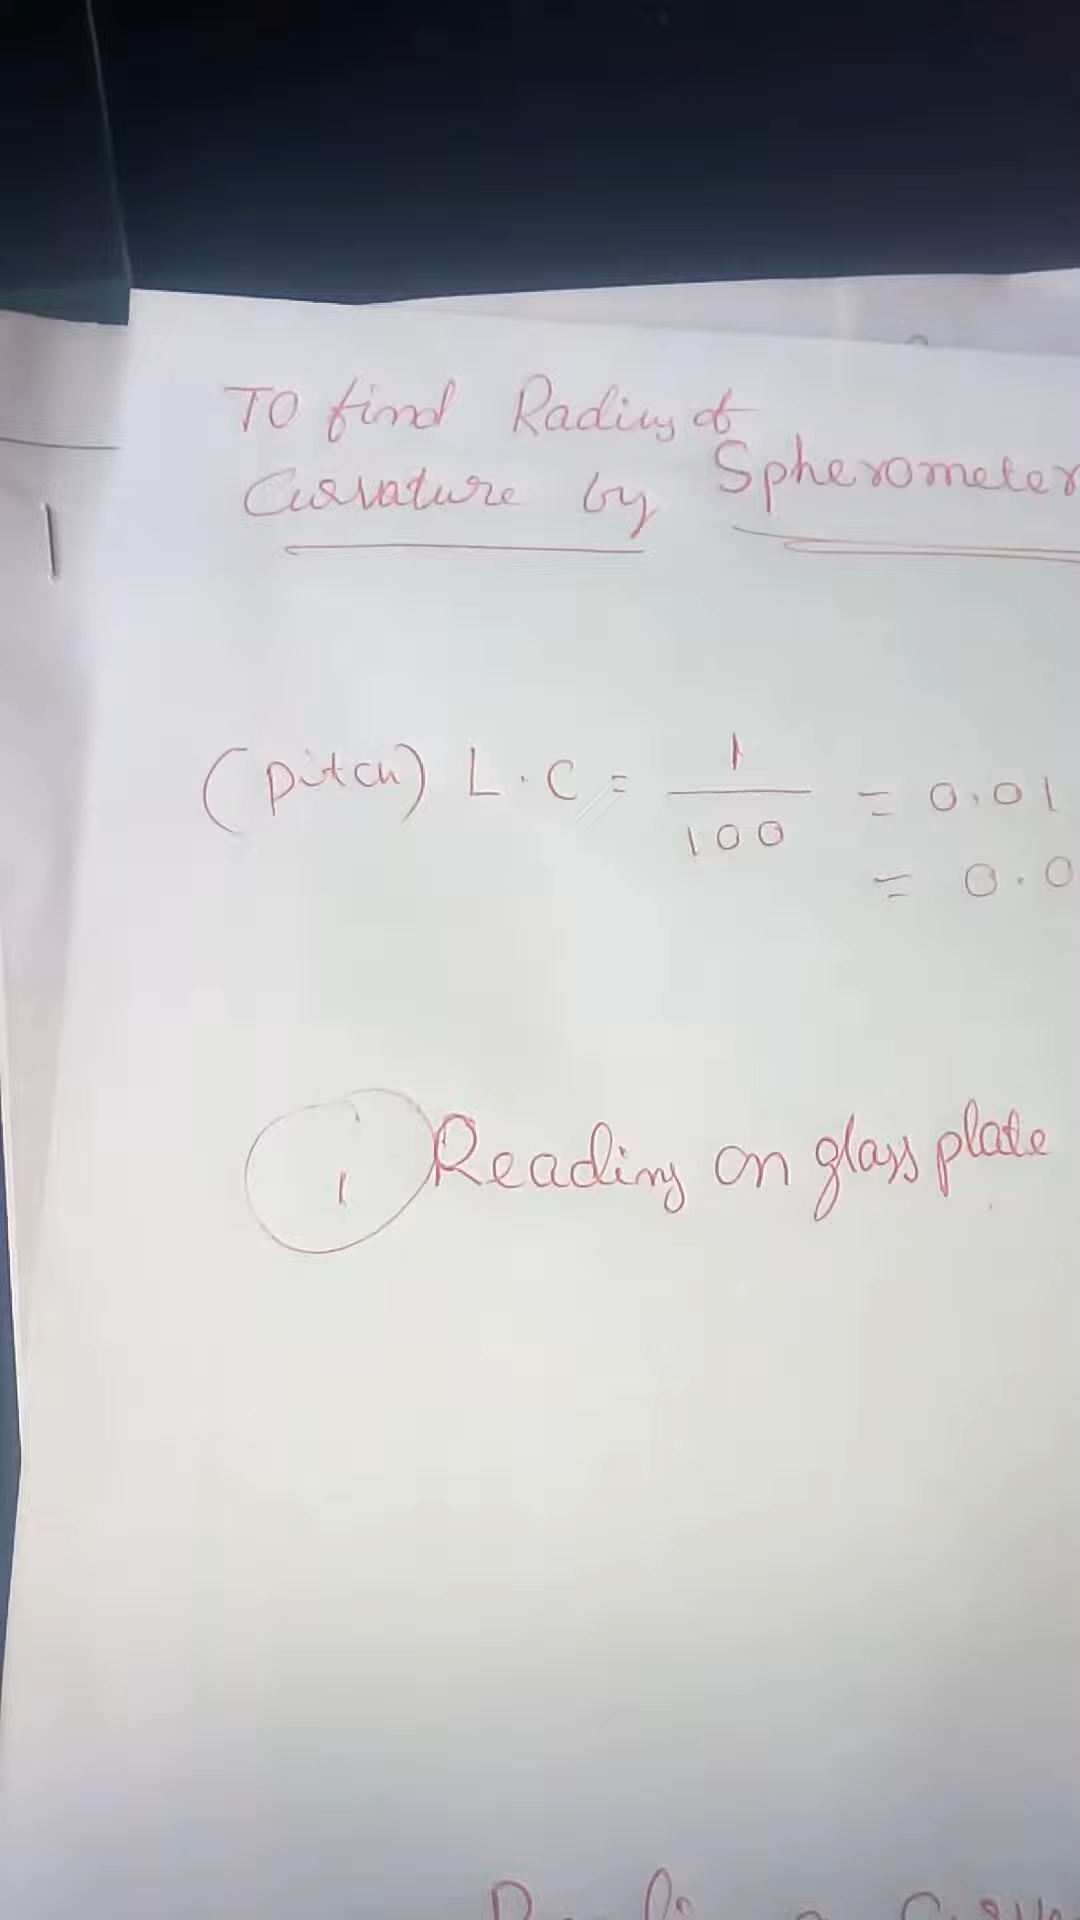 TO find Radius of
Curvature by Spherometer
(pitch) L.C = 1/100 = 0.01
= 0.0
1 Reading on glass plate